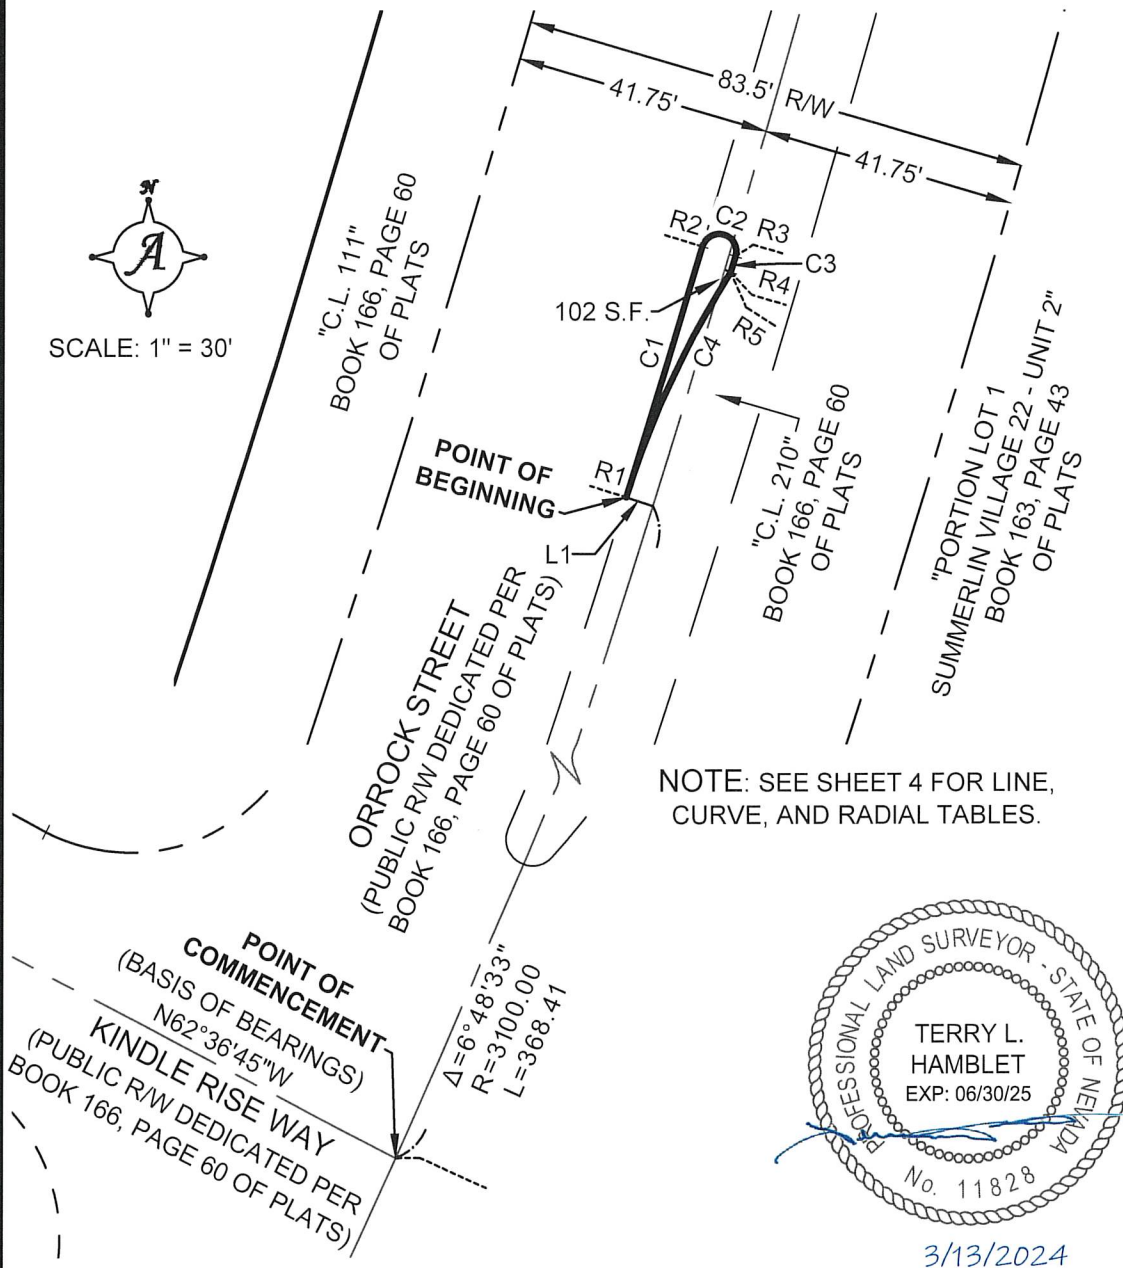 83.5' R/W
41.75'
41.75'
N
A
SCALE: 1" = 30'
"C.L. 111"
BOOK 166, PAGE 60
OF PLATS
R2
C2
R3
C3
R4
R5
102 S.F.
C1
C4
POINT OF
BEGINNING
R1
L1
"C.L. 210"
BOOK 166, PAGE 60
OF PLATS
"PORTION LOT 1
SUMMERLIN VILLAGE 22 - UNIT 2"
BOOK 163, PAGE 43
OF PLATS
ORROCK STREET
(PUBLIC R/W DEDICATED PER
BOOK 166, PAGE 60 OF PLATS)
NOTE: SEE SHEET 4 FOR LINE,
CURVE, AND RADIAL TABLES.
POINT OF
COMMENCEMENT
(BASIS OF BEARINGS)
N62°36'45"W
KINDLE RISE WAY
(PUBLIC R/W DEDICATED PER
BOOK 166, PAGE 60 OF PLATS)
Δ=6°48'33"
R=3100.00
L=368.41
PROFESSIONAL LAND SURVEYOR - STATE OF NEVADA
TERRY L.
HAMBLET
EXP: 06/30/25
No. 11828
3/13/2024